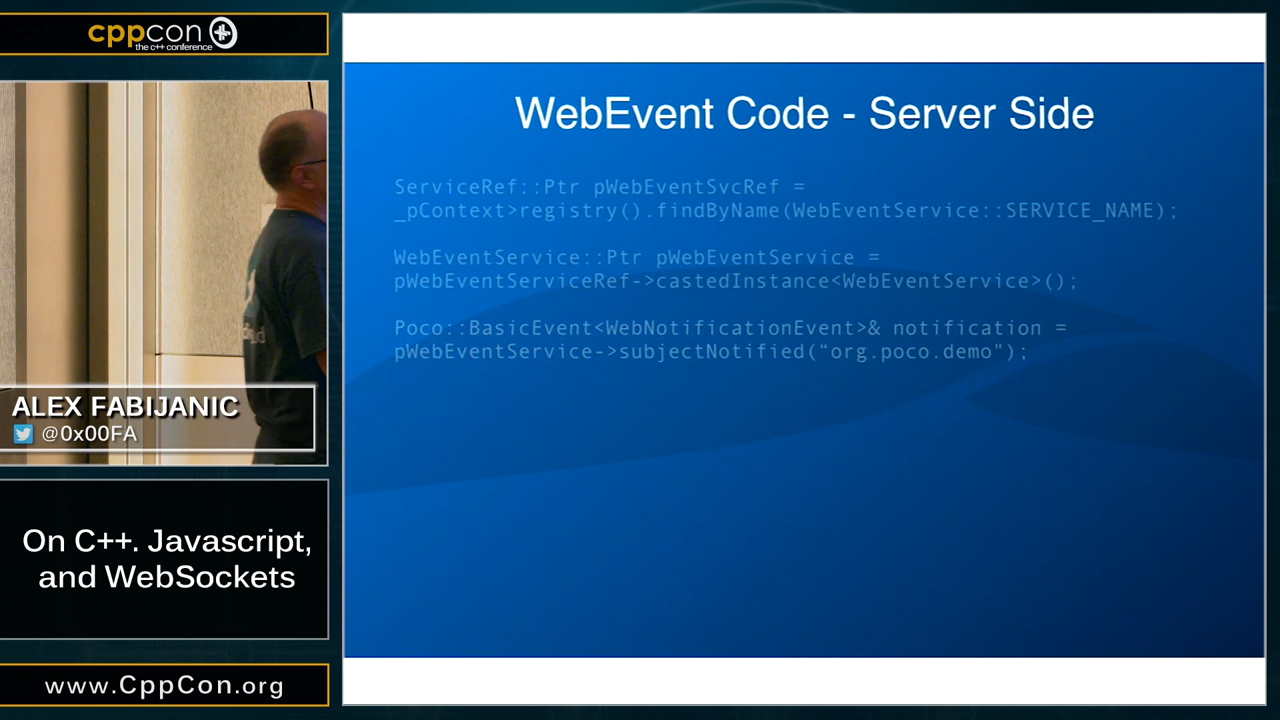 cppcon
the c++ conference
ALEX FABIJANIC
@0x00FA
On C++. Javascript,
and WebSockets
www.CppCon.org
WebEvent Code - Server Side
ServiceRef::Ptr pWebEventSvcRef =
_pContext>registry().findByName(WebEventService::SERVICE_NAME);
WebEventService::Ptr pWebEventService =
pWebEventServiceRef->castedInstance<WebEventService>();
Poco::BasicEvent<WebNotificationEvent>& notification =
pWebEventService->subjectNotified(“org.poco.demo");